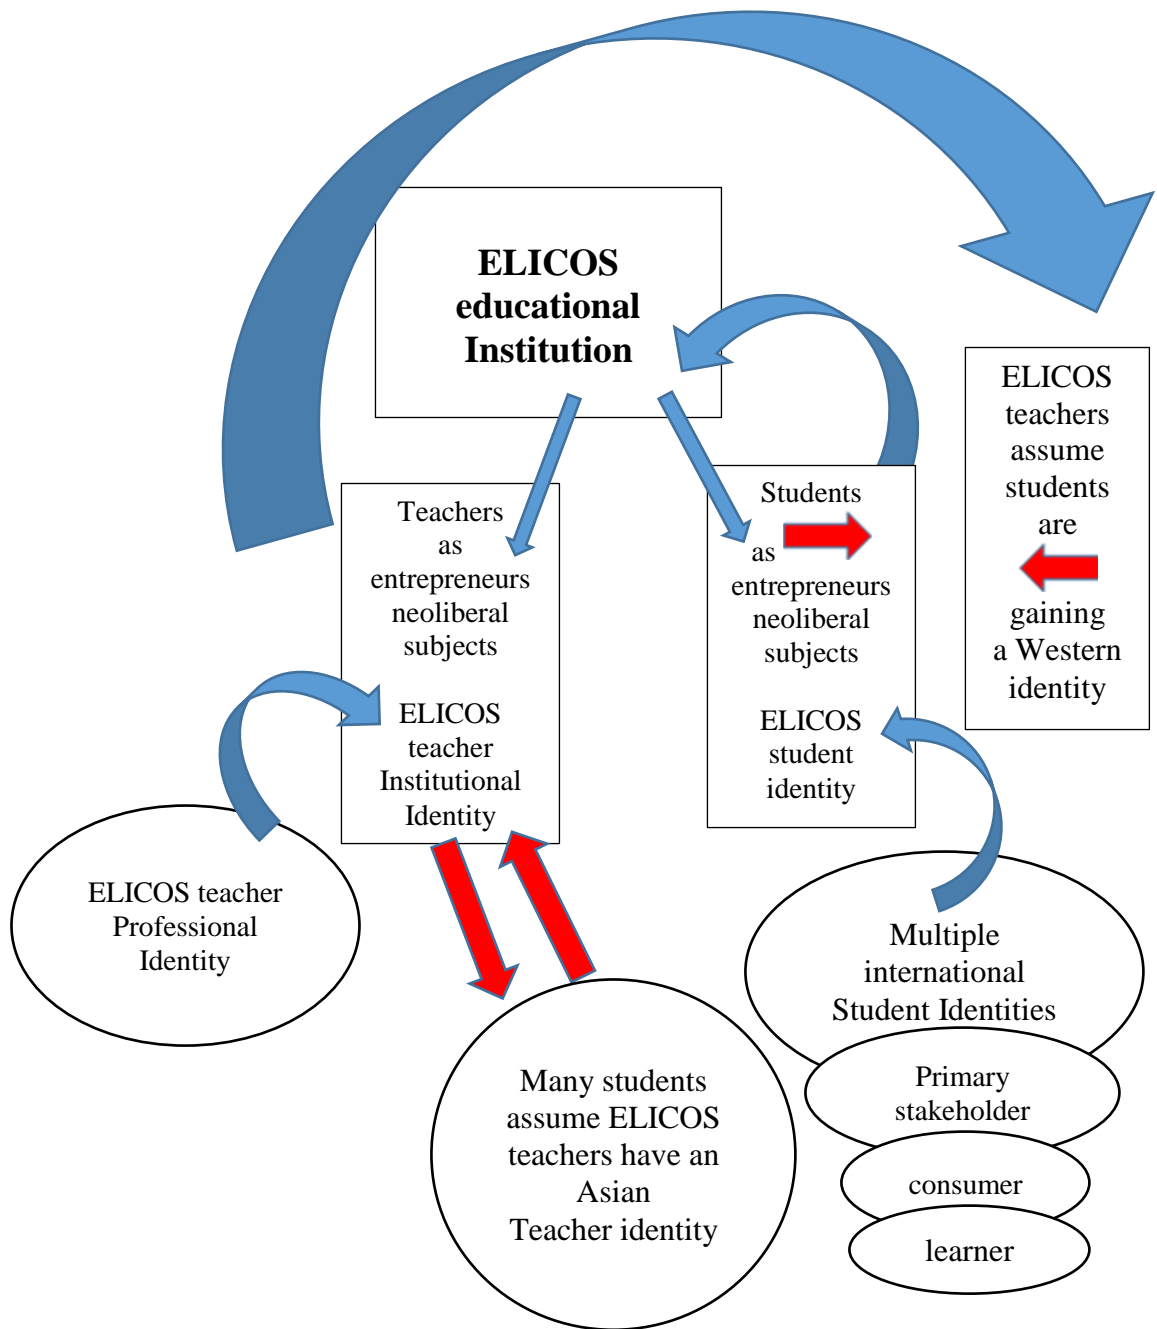 ELICOS
educational
Institution
ELICOS
teachers
assume
students
are
gaining
a Western
identity
Teachers
as
entrepreneurs
neoliberal
subjects
ELICOS
teacher
Institutional
Identity
Students
as
entrepreneurs
neoliberal
subjects
ELICOS
student
identity
ELICOS teacher
Professional
Identity
Many students
assume ELICOS
teachers have an
Asian
Teacher identity
Multiple
international
Student Identities
Primary
stakeholder
consumer
learner